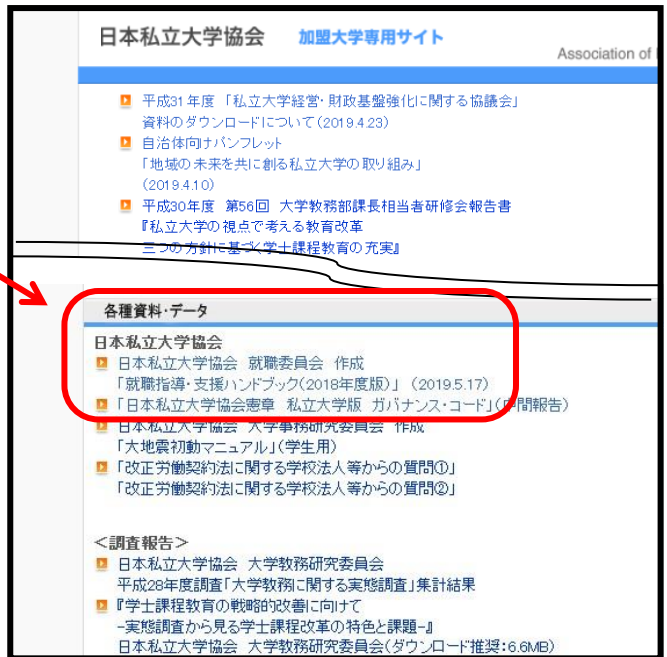 日本私立大学協会 加盟大学専用サイト
Association of
平成31年度 「私立大学経営・財政基盤強化に関する協議会」
資料のダウンロードについて(2019.4.23)
自治体向けパンフレット
「地域の未来を共に創る私立大学の取り組み」
(2019.4.10)
平成30年度 第56回 大学教務部課長相当者研修会報告書
『私立大学の視点で考える教育改革
三つの方針に基づく学士課程教育の充実』
各種資料・データ
日本私立大学協会
日本私立大学協会 就職委員会 作成
「就職指導・支援ハンドブック(2018年度版)」 (2019.5.17)
「日本私立大学協会憲章 私立大学版 ガバナンス・コード」(中間報告)
日本私立大学協会 大学事務研究委員会 作成
「大地震初動マニュアル」(学生用)
「改正労働契約法に関する学校法人等からの質問①」
「改正労働契約法に関する学校法人等からの質問②」
<調査報告>
日本私立大学協会 大学教務研究委員会
平成28年度調査「大学教務に関する実態調査」集計結果
『学士課程教育の戦略的改善に向けて
-実態調査から見る学士課程改革の特色と課題-』
日本私立大学協会 大学教務研究委員会(ダウンロード推奨:6.6MB)